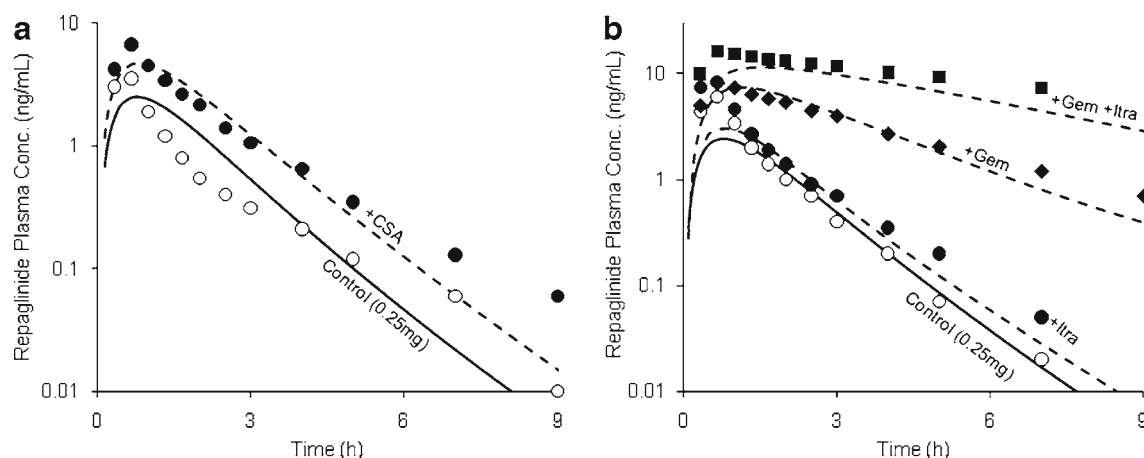 a
Repaglinide Plasma Conc. (ng/mL)
10
1
0.1
0.01
+CSA
Control (0.25mg)
0
3
6
9
Time (h)
b
Repaglinide Plasma Conc. (ng/mL)
100
10
1
0.1
0.01
+Gem +Itra
+Gem
+Itra
Control (0.25mg)
0
3
6
9
Time (h)